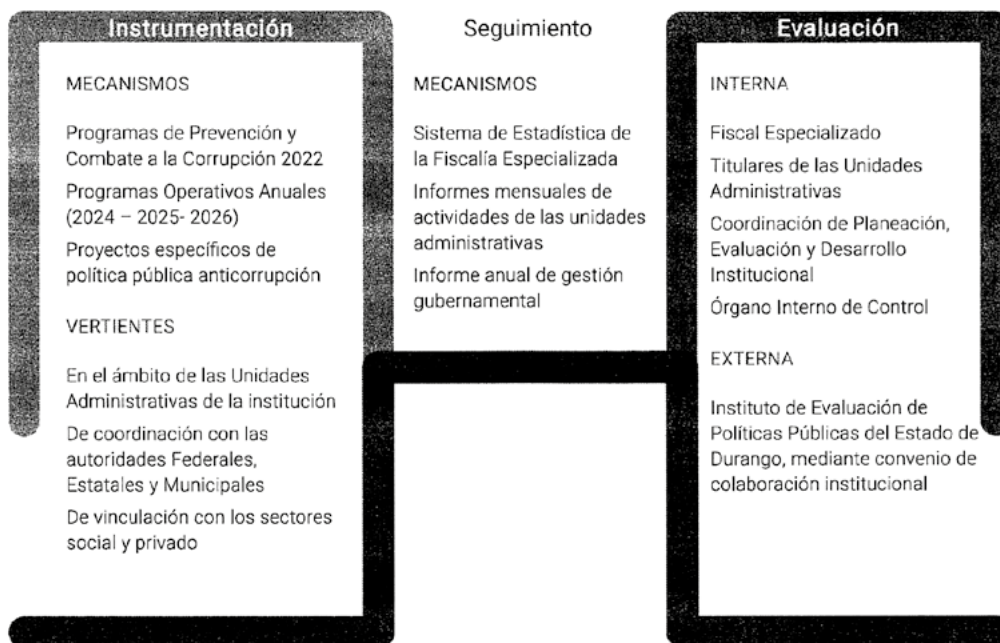 Instrumentación
MECANISMOS
Programas de Prevención y
Combate a la Corrupción 2022
Programas Operativos Anuales
(2024 – 2025- 2026)
Proyectos específicos de
política pública anticorrupción
VERTIENTES
En el ámbito de las Unidades
Administrativas de la institución
De coordinación con las
autoridades Federales,
Estatales y Municipales
De vinculación con los sectores
social y privado
Seguimiento
MECANISMOS
Sistema de Estadística de
la Fiscalía Especializada
Informes mensuales de
actividades de las unidades
administrativas
Informe anual de gestión
gubernamental
Evaluación
INTERNA
Fiscal Especializado
Titulares de las Unidades
Administrativas
Coordinación de Planeación,
Evaluación y Desarrollo
Institucional
Órgano Interno de Control
EXTERNA
Instituto de Evaluación de
Políticas Públicas del Estado de
Durango, mediante convenio de
colaboración institucional